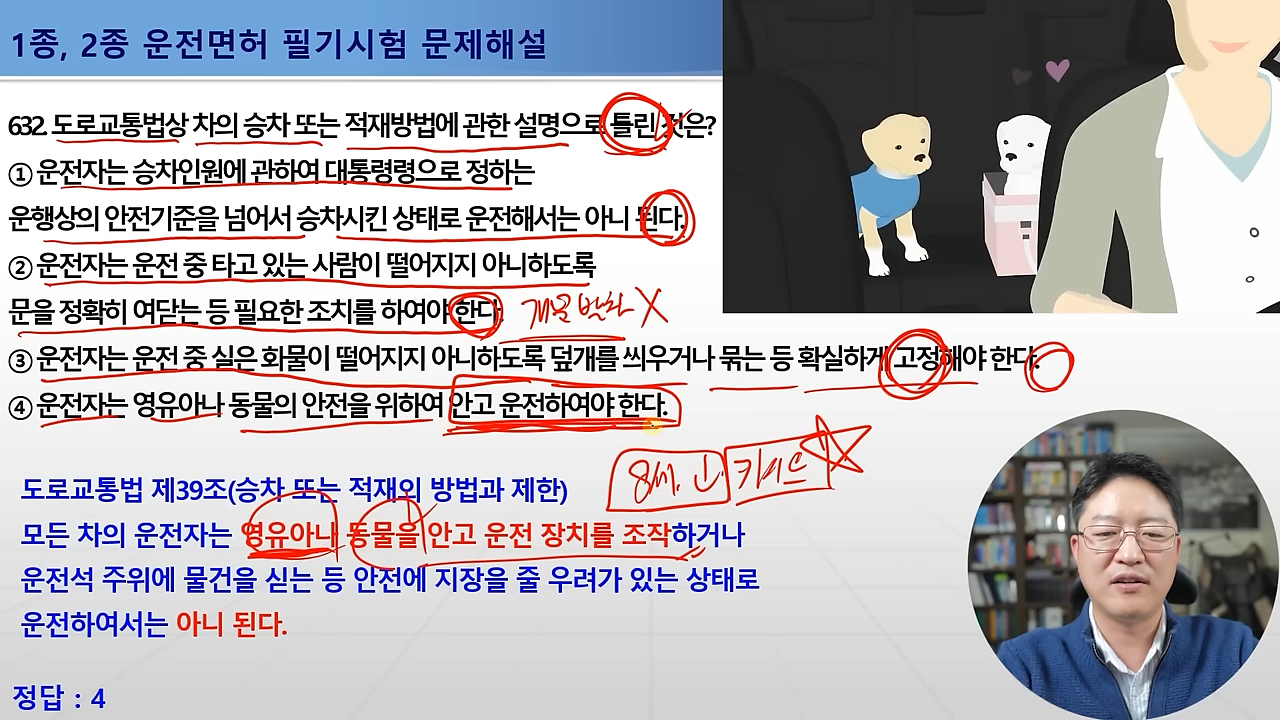 1종, 2종 운전면허 필기시험 문제해설
632. 도로교통법상 차의 승차 또는 적재방법에 관한 설명으로 틀린 것은?
① 운전자는 승차인원에 관하여 대통령령으로 정하는
운행상의 안전기준을 넘어서 승차시킨 상태로 운전해서는 아니 된다.
② 운전자는 운전 중 타고 있는 사람이 떨어지지 아니하도록
문을 정확히 여닫는 등 필요한 조치를 하여야 한다.
개문 발차 X
③ 운전자는 운전 중 실은 화물이 떨어지지 아니하도록 덮개를 씌우거나 묶는 등 확실하게 고정해야 한다.
④ 운전자는 영유아나 동물의 안전을 위하여 안고 운전하여야 한다.
도로교통법 제39조(승차 또는 적재의 방법과 제한)
모든 차의 운전자는 영유아나 동물을 안고 운전 장치를 조작하거나
운전석 주위에 물건을 싣는 등 안전에 지장을 줄 우려가 있는 상태로
운전하여서는 아니 된다.
정답 : 4